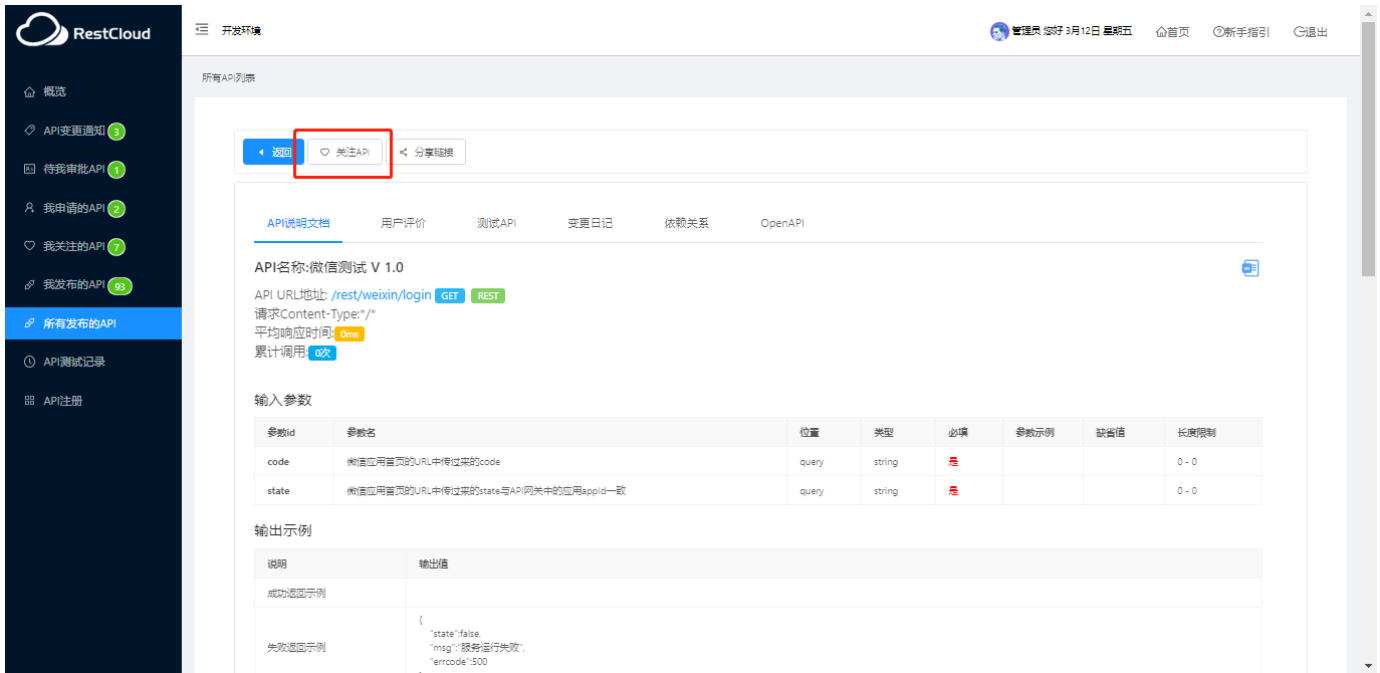 RestCloud
开发环境
管理员 您好 3月12日 星期五
首页
新手指引
退出
概览
API变更通知 3
待我审批API 1
我申请的API 2
我关注的API 7
我发布的API 93
所有发布的API
API测试记录
API注册
所有API列表
返回
关注API
分享链接
API说明文档
用户评价
测试API
变更日记
依赖关系
OpenAPI
API名称:微信测试 V 1.0
API URL地址: /rest/weixin/login GET REST
请求Content-Type:*/*
平均响应时间: 0ms
累计调用: 0次
输入参数
参数id 参数名 位置 类型 必填 参数示例 缺省值 长度限制
code 微信应用首页的URL中传过来的code query string 是 0 - 0
state 微信应用首页的URL中传过来的state与API网关中的应用appId一致 query string 是 0 - 0
输出示例
说明 输出值
成功返回示例
失败返回示例
{
"state":false,
"msg":"服务运行失败",
"errcode":500